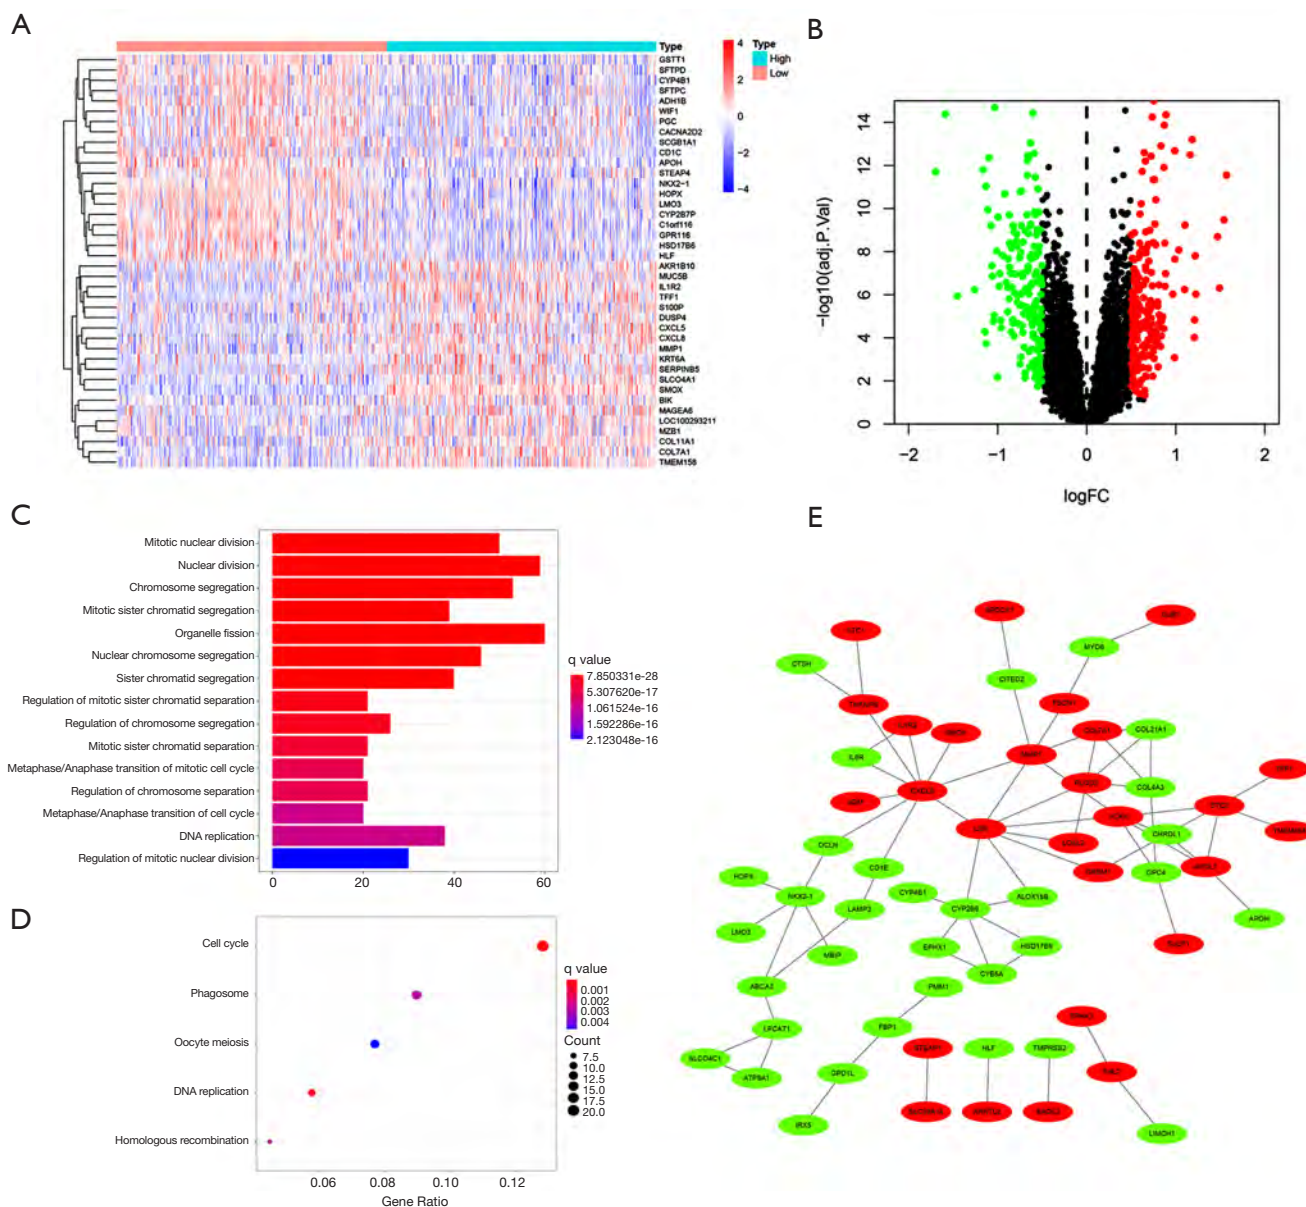 A
Type
GSTT1
SFTPD
CYP4B1
SFTPC
ADH1B
WIF1
PGC
CACNA2D2
SCGB1A1
CD1C
APOH
STEAP4
NKX2-1
HOPX
LMO3
CYP2B7P
C1orf116
GPR116
HSD17B6
HLF
AKR1B10
MUC5B
IL1R2
TFF1
S100P
DUSP4
CXCL5
CXCL8
MMP1
KRT6A
SERPINB5
SLCO4A1
SMOX
BIK
MAGEA6
LOC100293211
MZB1
COL11A1
COL7A1
TMEM158
4
2
0
−2
−4
Type
High
Low
B
−log10(adj.P.Val)
14
12
10
8
6
4
2
0
−2
−1
0
1
2
logFC
C
Mitotic nuclear division
Nuclear division
Chromosome segregation
Mitotic sister chromatid segregation
Organelle fission
Nuclear chromosome segregation
Sister chromatid segregation
Regulation of mitotic sister chromatid separation
Regulation of chromosome segregation
Mitotic sister chromatid separation
Metaphase/Anaphase transition of mitotic cell cycle
Regulation of chromosome separation
Metaphase/Anaphase transition of cell cycle
DNA replication
Regulation of mitotic nuclear division
0
20
40
60
q value
7.850331e-28
5.307620e-17
1.061524e-16
1.592286e-16
2.123048e-16
D
Cell cycle
Phagosome
Oocyte meiosis
DNA replication
Homologous recombination
0.06
0.08
0.10
0.12
Gene Ratio
q value
0.001
0.002
0.003
0.004
Count
7.5
10.0
12.5
15.0
17.5
20.0
E
CTSH
MYO6
CITED2
COL21A1
IL6R
COL4A3
CHRDL1
OCLN
CD1E
GPC4
HOPX
NKX2-1
CYP4B1
CYP2B6
ALOX15B
LAMP3
LMO3
APOH
EPHX1
HSD17B6
ABCA3
PMM1
LPCAT1
FBP1
STEAP1
HLF
TMPRSS2
SLCO4C1
ATP8A1
GPD1L
IRX5
LIMCH1